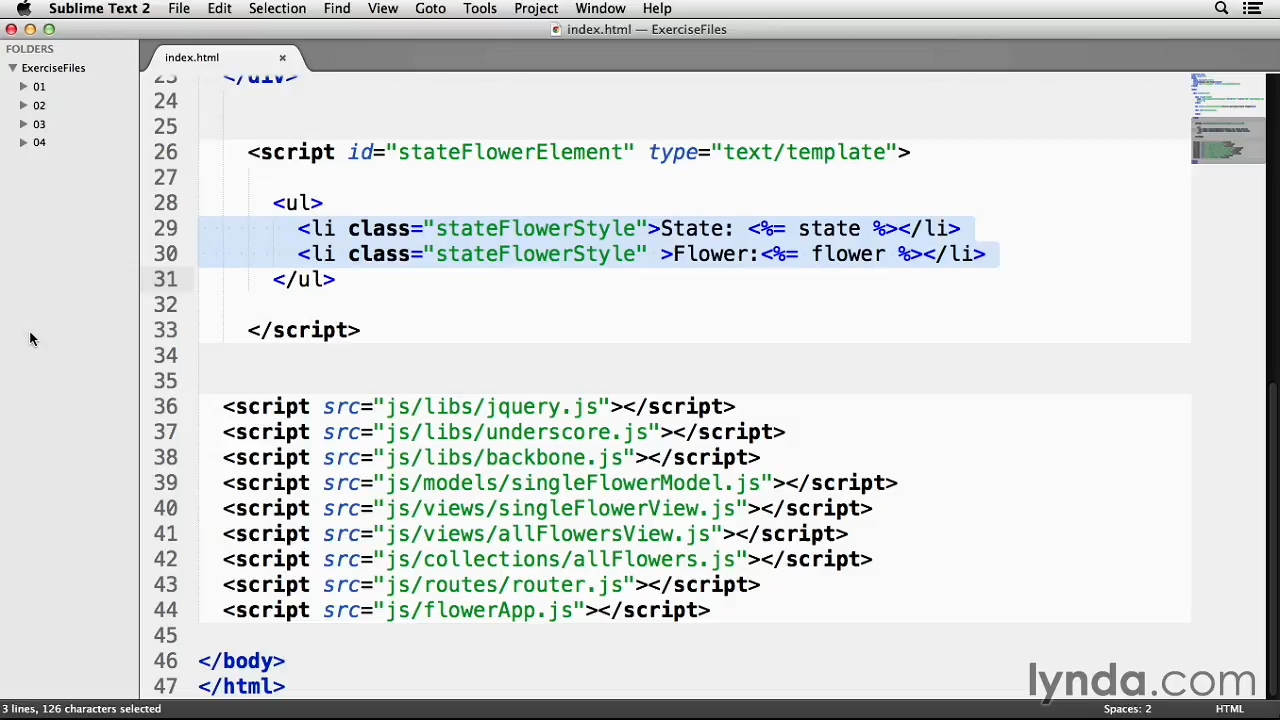 Sublime Text 2 File Edit Selection Find View Goto Tools Project Window Help
index.html — ExerciseFiles
FOLDERS
ExerciseFiles
01
02
03
04
index.html ×
23 </div>
24
25
26 <script id="stateFlowerElement" type="text/template">
27
28 <ul>
29 <li class="stateFlowerStyle">State: <%= state %></li>
30 <li class="stateFlowerStyle" >Flower:<%= flower %></li>
31 </ul>
32
33 </script>
34
35
36 <script src="js/libs/jquery.js"></script>
37 <script src="js/libs/underscore.js"></script>
38 <script src="js/libs/backbone.js"></script>
39 <script src="js/models/singleFlowerModel.js"></script>
40 <script src="js/views/singleFlowerView.js"></script>
41 <script src="js/views/allFlowersView.js"></script>
42 <script src="js/collections/allFlowers.js"></script>
43 <script src="js/routes/router.js"></script>
44 <script src="js/flowerApp.js"></script>
45
46 </body>
47 </html>
lynda.com
3 lines, 126 characters selected Spaces: 2 HTML